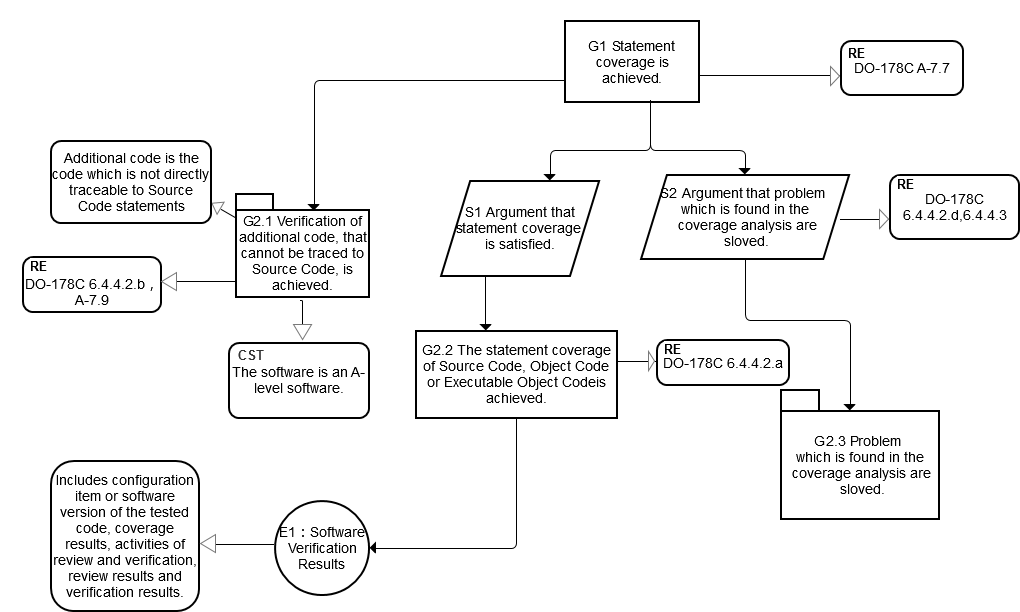 G1 Statement
coverage is
achieved.
RE
DO-178C A-7.7
Additional code is the
code which is not directly
traceable to Source
Code statements
G2.1 Verification of
additional code, that
cannot be traced to
Source Code, is
achieved.
RE
DO-178C 6.4.4.2.b ,
A-7.9
CST
The software is an A-
level software.
S1 Argument that
statement coverage
is satisfied.
S2 Argument that problem
which is found in the
coverage analysis are
sloved.
RE
DO-178C
6.4.4.2.d,6.4.4.3
G2.2 The statement coverage
of Source Code, Object Code
or Executable Object Codeis
achieved.
RE
DO-178C 6.4.4.2.a
G2.3 Problem
which is found in the
coverage analysis are
sloved.
E1 : Software
Verification
Results
Includes configuration
item or software
version of the tested
code, coverage
results, activities of
review and verification,
review results and
verification results.